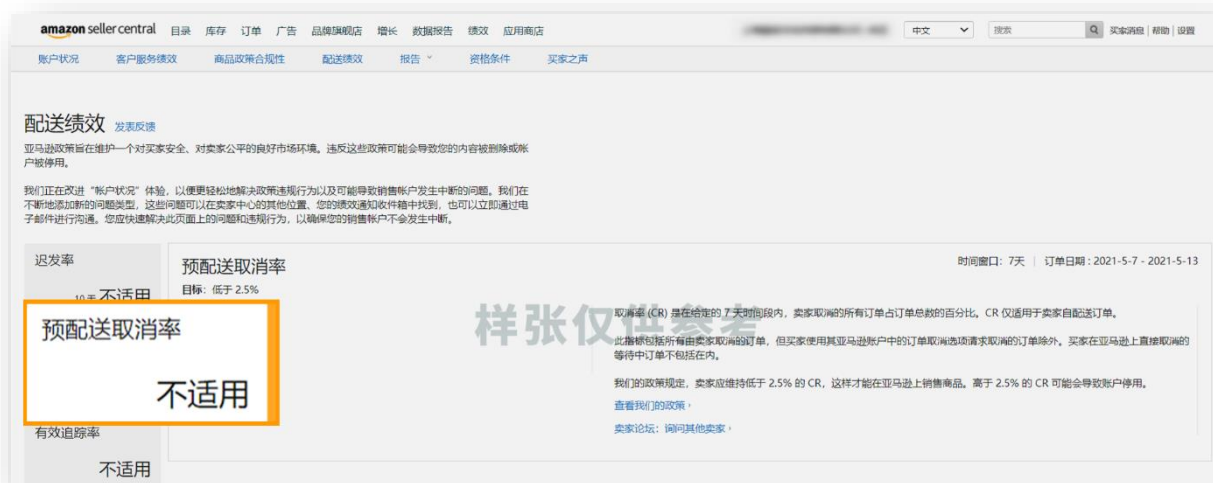 amazon seller central 目录 库存 订单 广告 品牌旗舰店 增长 数据报告 绩效 应用商店 中文 搜索 买家消息 | 帮助 | 设置
账户状况 客户服务绩效 商品政策合规性 配送绩效 报告 资格条件 买家之声
配送绩效 发表反馈
亚马逊政策旨在维护一个对买家安全、对卖家公平的良好市场环境。违反这些政策可能会导致您的内容被删除或帐
户被停用。
我们正在改进“帐户状况”体验，以便更轻松地解决政策违规行为以及可能导致销售帐户发生中断的问题。我们在
不断地添加新的问题类型，这些问题可以在卖家中心的其他位置、您的绩效通知收件箱中找到，也可以立即通过电
子邮件进行沟通。您应快速解决此页面上的问题和违规行为，以确保您的销售帐户不会发生中断。
迟发率
10 天 不适用
预配送取消率
不适用
有效追踪率
不适用
预配送取消率
时间窗口：7天 | 订单日期：2021-5-7 - 2021-5-13
目标：低于 2.5%
样张仅供参考
取消率 (CR) 是在给定的 7 天时间段内，卖家取消的所有订单占订单总数的百分比。CR 仅适用于卖家自配送订单。
此指标包括所有由卖家取消的订单，但买家使用其亚马逊账户中的订单取消选项请求取消的订单除外。买家在亚马逊上直接取消的
等待中订单不包括在内。
我们的政策规定，卖家应维持低于 2.5% 的 CR，这样才能在亚马逊上销售商品。高于 2.5% 的 CR 可能会导致账户停用。
查看我们的政策
卖家论坛：询问其他卖家